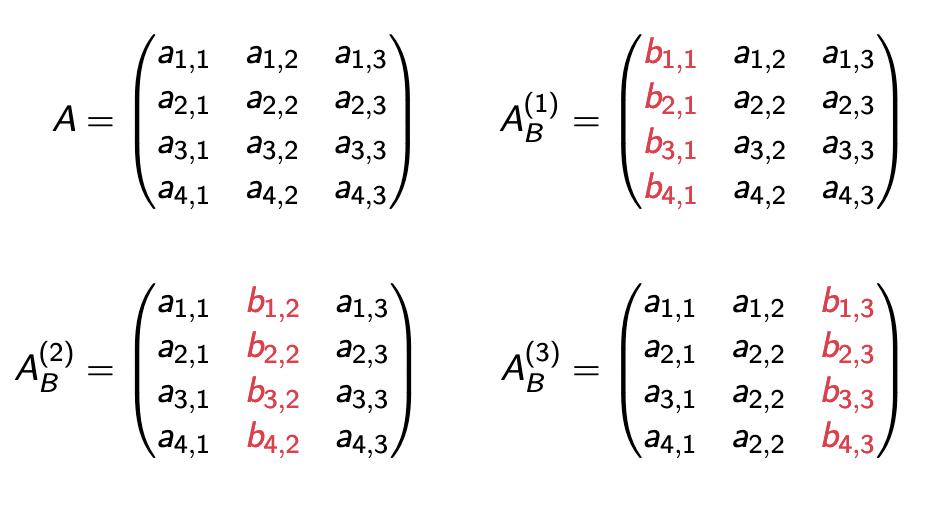 A = ( a1,1 a1,2 a1,3
a2,1 a2,2 a2,3
a3,1 a3,2 a3,3
a4,1 a4,2 a4,3 )
A_B^(1) = ( b1,1 a1,2 a1,3
b2,1 a2,2 a2,3
b3,1 a3,2 a3,3
b4,1 a4,2 a4,3 )
A_B^(2) = ( a1,1 b1,2 a1,3
a2,1 b2,2 a2,3
a3,1 b3,2 a3,3
a4,1 b4,2 a4,3 )
A_B^(3) = ( a1,1 a1,2 b1,3
a2,1 a2,2 b2,3
a3,1 a2,2 b3,3
a4,1 a2,2 b4,3 )